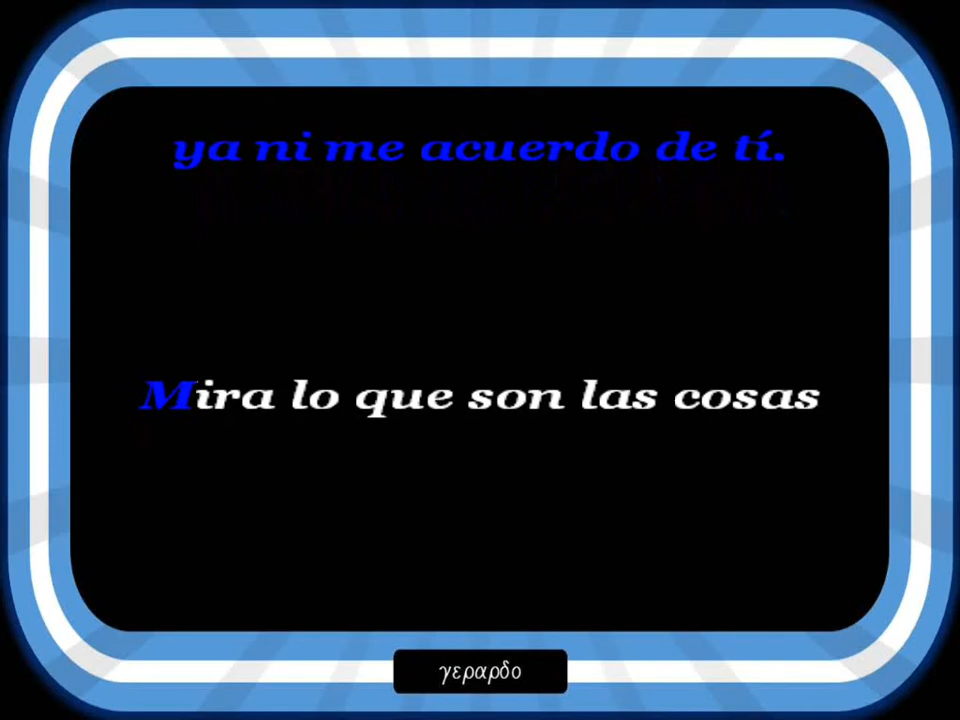 ya ni me acuerdo de tí.
Mira lo que son las cosas
γεραρδο